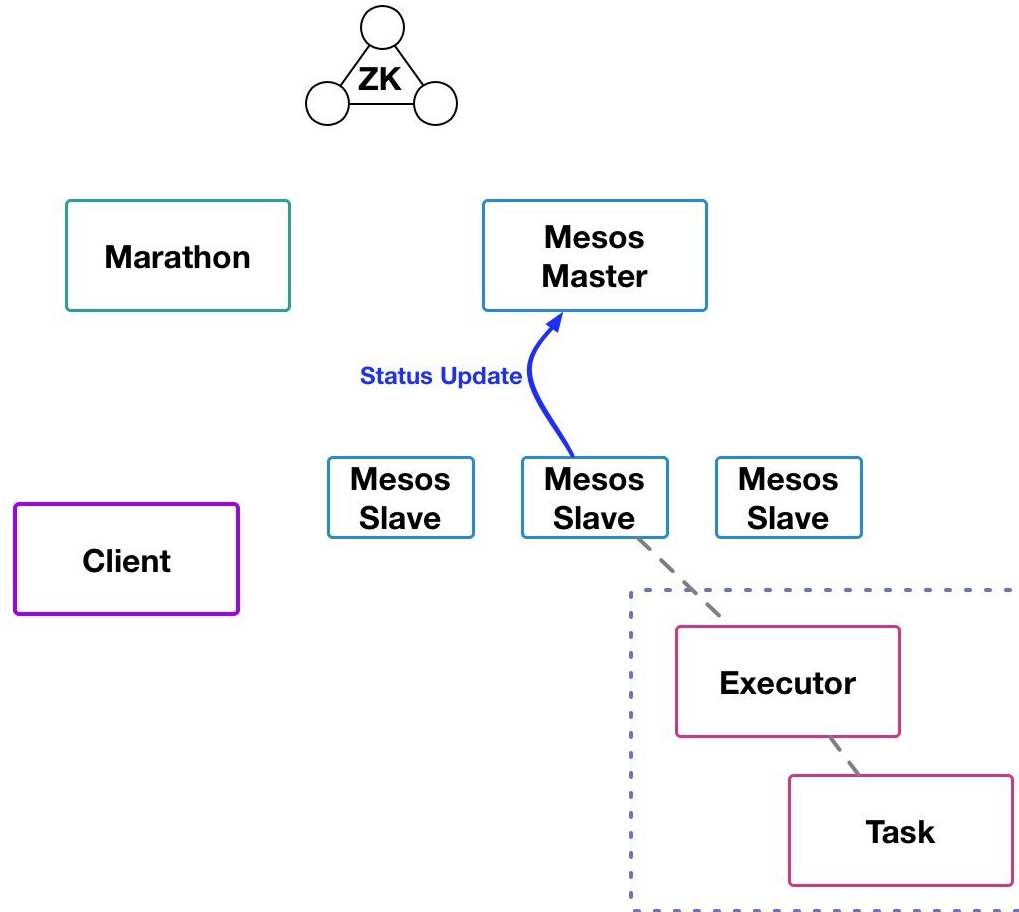 ZK
Marathon
Mesos
Master
Status Update
Mesos
Slave
Mesos
Slave
Mesos
Slave
Client
Executor
Task